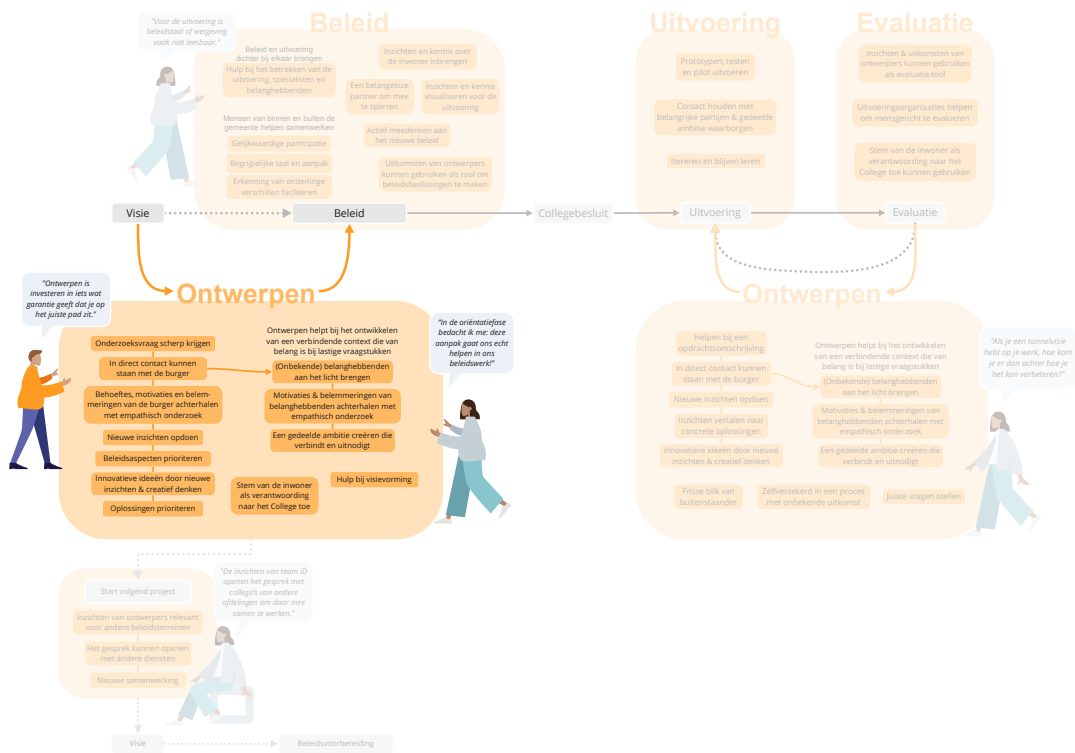 Beleid
Uitvoering
Evaluatie
"Voor de uitvoering is
beleidstaal of wetgeving
vaak niet leesbaar."
Beleid en uitvoering
dichter bij elkaar brengen
Hulp bij het betrekken van de
uitvoering, specialisten en
belanghebbenden
Mensen van binnen en buiten de
gemeente helpen samenwerken
Gelijkwaardige participatie
Begrijpelijke taal en aanpak
Erkenning van onderlinge
verschillen faciliteren
Inzichten en kennis over
de inwoner inbrengen
Een belangeloze
partner om mee
te sparren
Inzichten en kennis
visualiseren voor de
uitvoering
Actief meedenken aan
het nieuwe beleid
Uitkomsten van ontwerpers
kunnen gebruiken als tool om
beleidsbeslissingen te maken
Prototypen, testen
en pilot uitvoeren
Contact houden met
belangrijke partijen & gedeelde
ambitie waarborgen
Itereren en blijven leren
Inzichten & uitkomsten van
ontwerpers kunnen gebruiken
als evaluatie-tool
Uitvoeringsorganisaties helpen
om mensgericht te evalueren
Stem van de inwoner als
verantwoording naar het
College toe kunnen gebruiken
Visie
Beleid
Collegebesluit
Uitvoering
Evaluatie
"Ontwerpen is
investeren in iets wat
garantie geeft dat je op
het juiste pad zit."
Ontwerpen
Onderzoeksvraag scherp krijgen
In direct contact kunnen
staan met de burger
Behoeftes, motivaties en belem-
meringen van de burger achterhalen
met empathisch onderzoek
Nieuwe inzichten opdoen
Beleidsaspecten prioriteren
Innovatieve ideeën door nieuwe
inzichten & creatief denken
Oplossingen prioriteren
Ontwerpen helpt bij het ontwikkelen
van een verbindende context die van
belang is bij lastige vraagstukken
(Onbekende) belanghebbenden
aan het licht brengen
Motivaties & belemmeringen van
belanghebbenden achterhalen met
empathisch onderzoek
Een gedeelde ambitie creëren die
verbindt en uitnodigt
Stem van de inwoner
als verantwoording
naar het College toe
Hulp bij visievorming
"In de oriëntatiefase
bedacht ik me: deze
aanpak gaat ons echt
helpen in ons
beleidswerk!"
Ontwerpen
Helpen bij een
opdrachtsomschrijving
In direct contact kunnen
staan met de burger
Nieuwe inzichten opdoen
Inzichten vertalen naar
concrete oplossingen
Innovatieve ideeën door nieuwe
inzichten & creatief denken
Ontwerpen helpt bij het ontwikkelen
van een verbindende context die van
belang is bij lastige vraagstukken
(Onbekende) belanghebbenden
aan het licht brengen
Motivaties & belemmeringen van
belanghebbenden achterhalen met
empathisch onderzoek
Een gedeelde ambitie creëren die
verbindt en uitnodigt
Frisse blik van
buitenstaander
Zelfverzekerd in een proces
met onbekende uitkomst
Juiste vragen stellen
"Als je een tunnelvisie
hebt op je werk, hoe kom
je er dan achter hoe je
het kan verbeteren?"
Start volgend project
Inzichten van ontwerpers relevant
voor andere beleidsterreinen
Het gesprek kunnen openen
met andere diensten
Nieuwe samenwerking
"De inzichten van team iD
openen het gesprek met
collega's van andere
afdelingen om daar mee
samen te werken."
Visie
Beleidsvoorbereiding